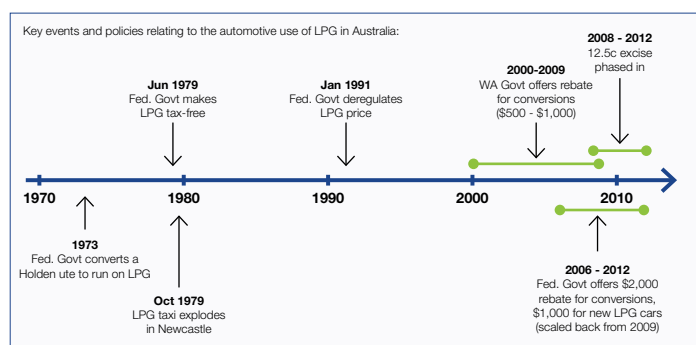 Key events and policies relating to the automotive use of LPG in Australia:
2008 - 2012
12.5c excise
phased in
2000-2009
WA Govt offers rebate
for conversions
($500 - $1,000)
Jun 1979
Fed. Govt makes
LPG tax-free
Jan 1991
Fed. Govt deregulates
LPG price
1970
1980
1990
2000
2010
1973
Fed. Govt converts a
Holden ute to run on LPG
Oct 1979
LPG taxi explodes
in Newcastle
2006 - 2012
Fed. Govt offers $2,000
rebate for conversions,
$1,000 for new LPG cars
(scaled back from 2009)